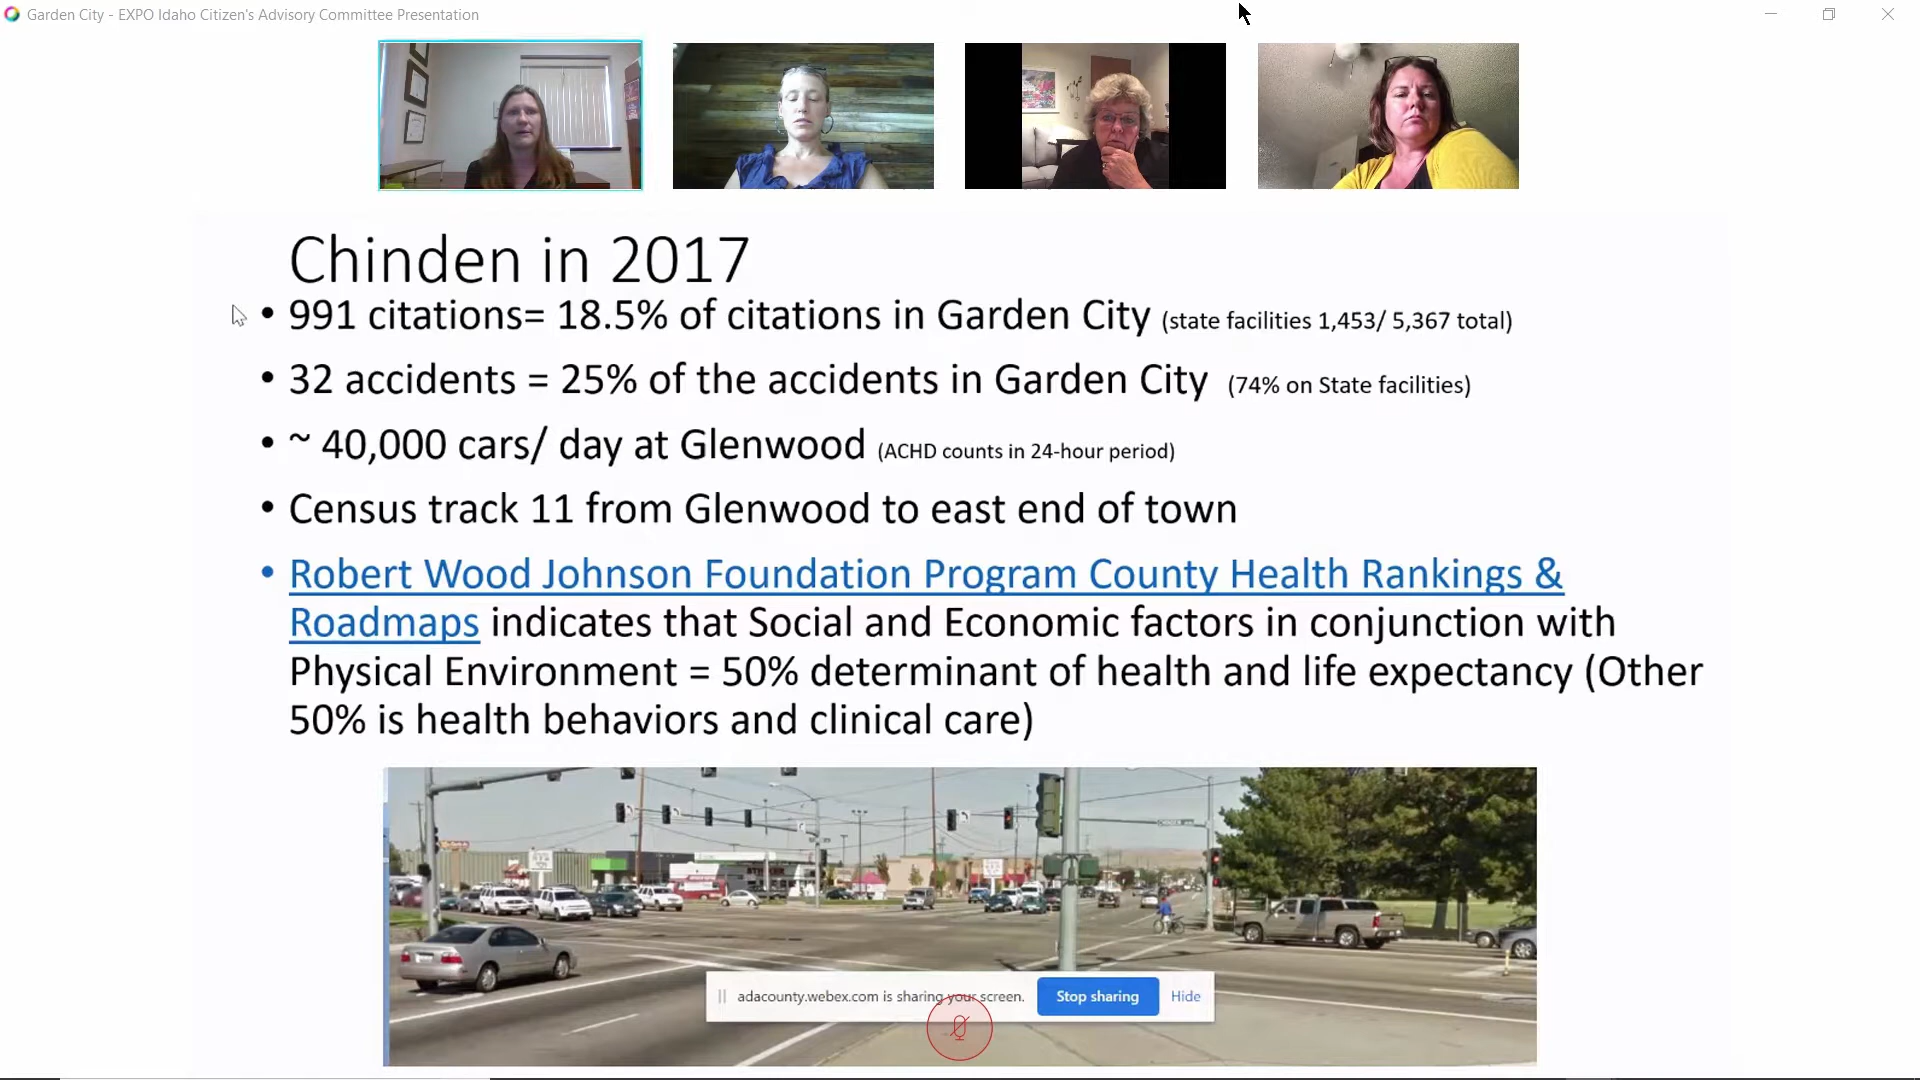 Garden City - EXPO Idaho Citizen's Advisory Committee Presentation
Chinden in 2017
• 991 citations= 18.5% of citations in Garden City (state facilities 1,453/ 5,367 total)
• 32 accidents = 25% of the accidents in Garden City (74% on State facilities)
• ~ 40,000 cars/ day at Glenwood (ACHD counts in 24-hour period)
• Census track 11 from Glenwood to east end of town
• Robert Wood Johnson Foundation Program County Health Rankings &
Roadmaps indicates that Social and Economic factors in conjunction with
Physical Environment = 50% determinant of health and life expectancy (Other
50% is health behaviors and clinical care)
adacounty.webex.com is sharing your screen. Stop sharing Hide